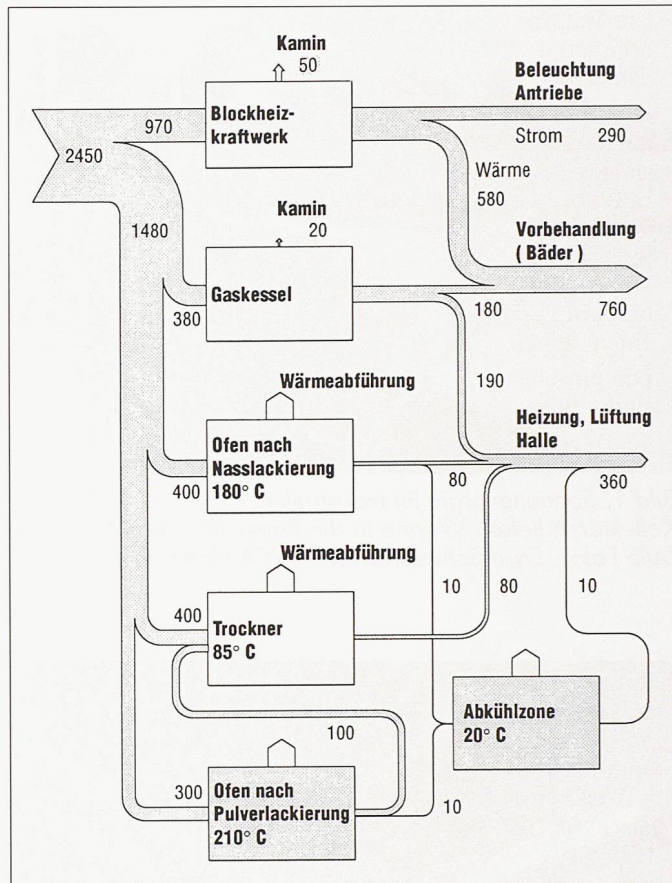 Kamin
50
Beleuchtung
Antriebe
970
Blockheiz-
kraftwerk
2450
Strom 290
Wärme
580
1480
Kamin
20
Vorbehandlung
( Bäder )
Gaskessel
380
180
760
190
Wärmeabführung
Heizung, Lüftung
Halle
Ofen nach
Nasslackierung
180° C
400
80
360
Wärmeabführung
10
80
10
400
Trockner
85° C
Abkühlzone
20° C
100
300
Ofen nach
Pulverlackierung
210° C
10